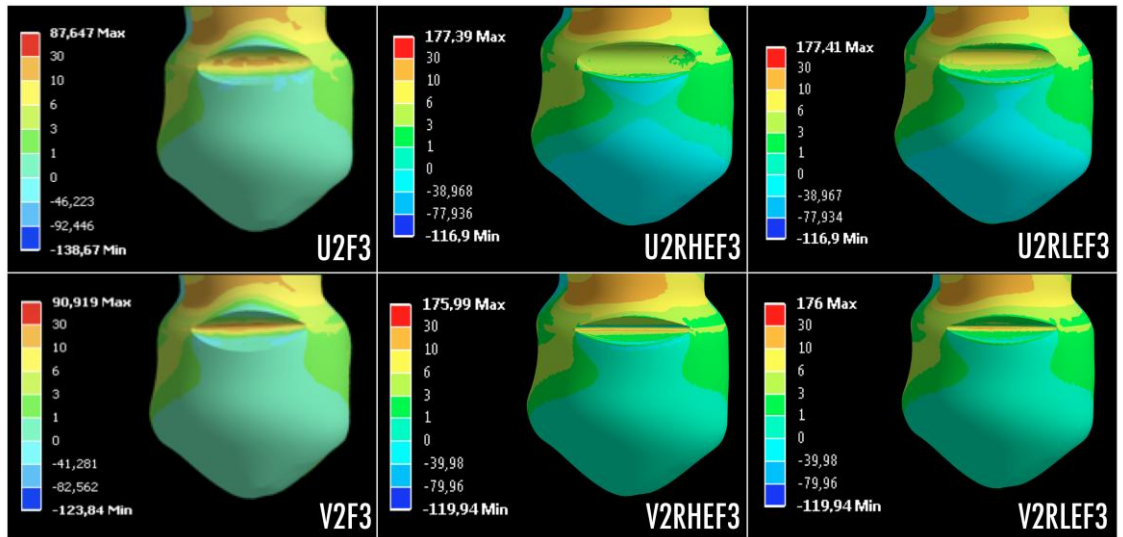 87,647 Max
30
10
6
3
1
0
-46,223
-92,446
-138,67 Min
U2F3
177,39 Max
30
10
6
3
1
0
-38,968
-77,936
-116,9 Min
U2RHEF3
177,41 Max
30
10
6
3
1
0
-38,967
-77,934
-116,9 Min
U2RLEF3
90,919 Max
30
10
6
3
1
0
-41,281
-82,562
-123,84 Min
V2F3
175,99 Max
30
10
6
3
1
0
-39,98
-79,96
-119,94 Min
V2RHEF3
176 Max
30
10
6
3
1
0
-39,98
-79,96
-119,94 Min
V2RLEF3